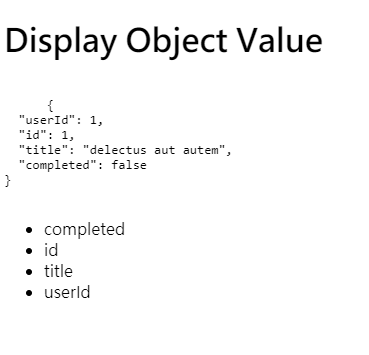 Display Object Value
{
"userId": 1,
"id": 1,
"title": "delectus aut autem",
"completed": false
}
completed
id
title
userId